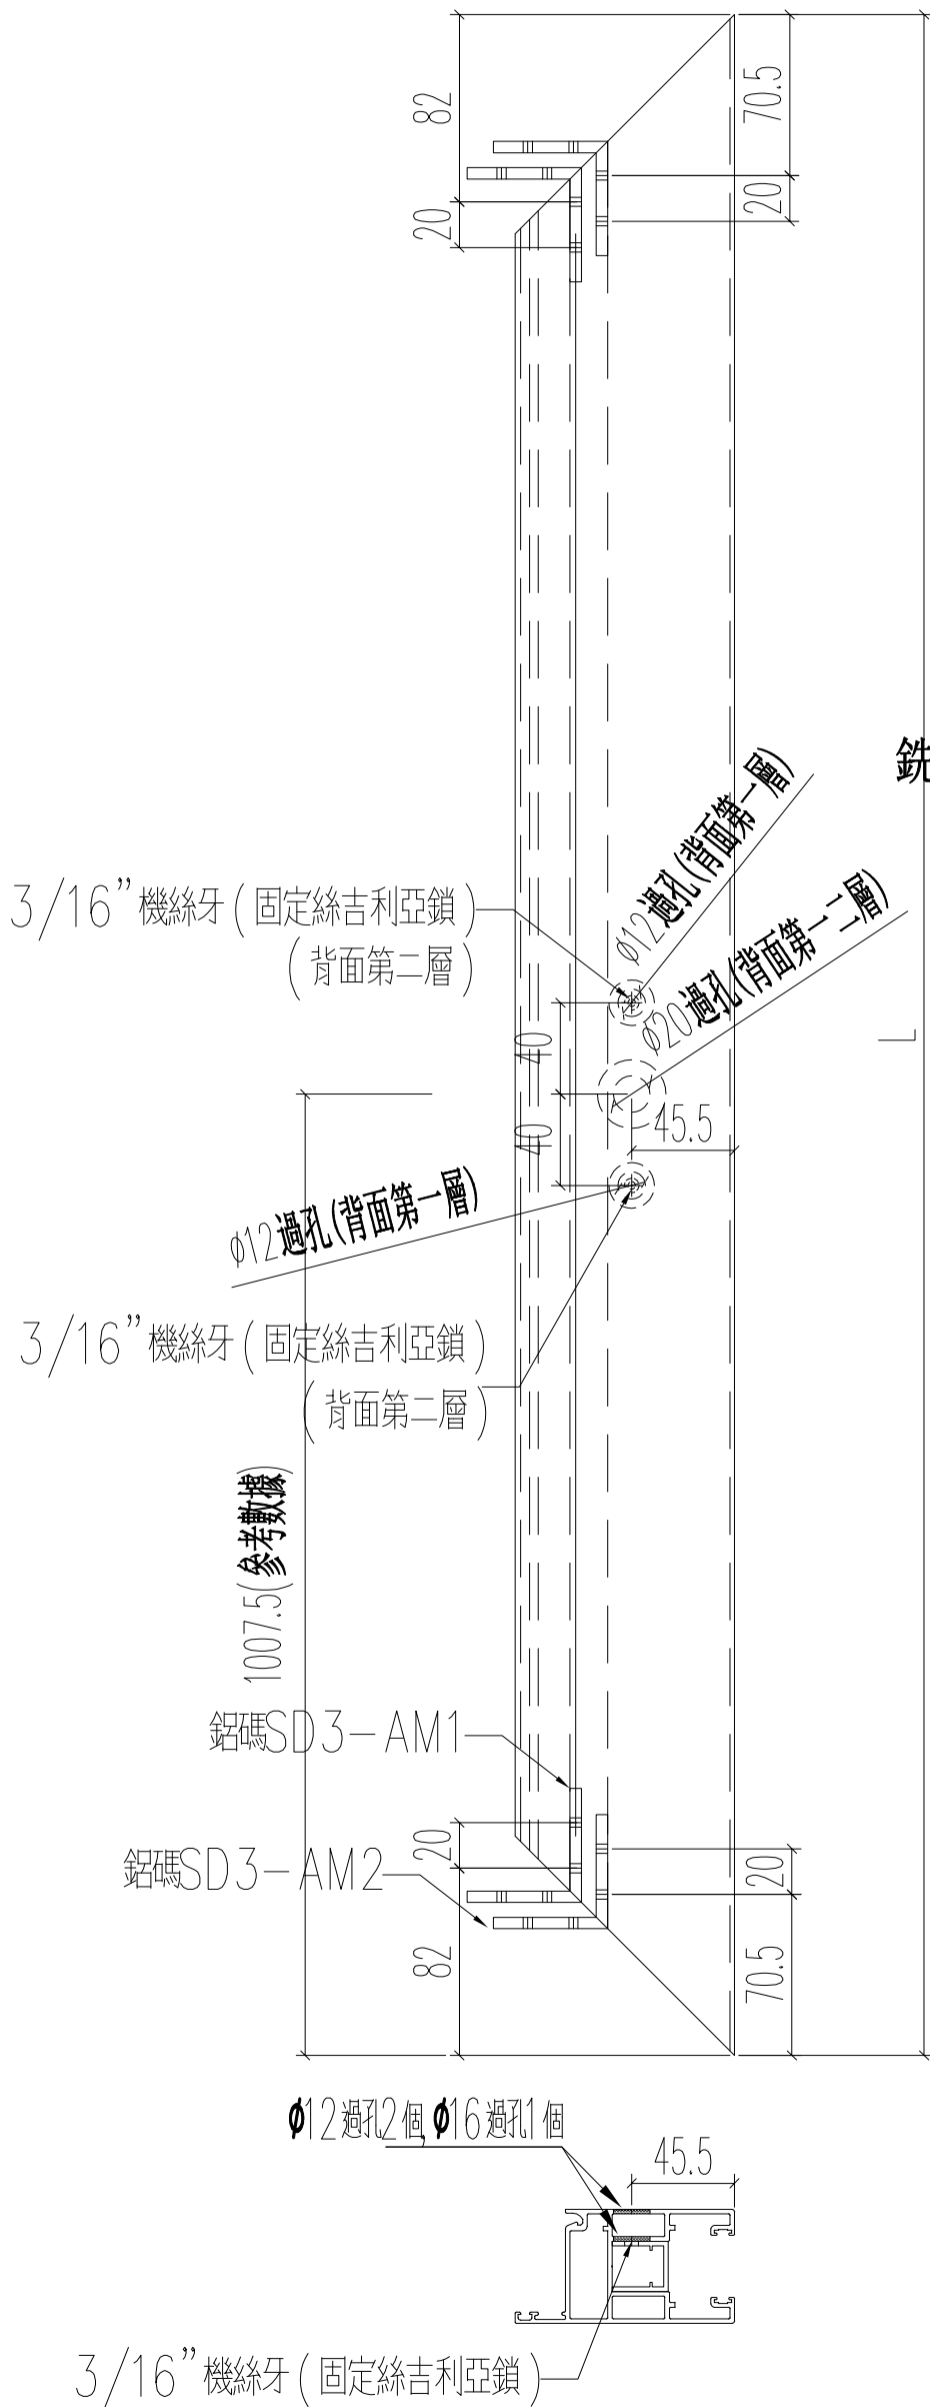 82
70.5
20
20
銑
φ12過孔(背面第一層)
3/16”機絲牙(固定絲吉利亞鎖)
(背面第二層)
φ20過孔(背面第一二層)
40
L
40
45.5
φ12過孔(背面第一層)
3/16”機絲牙(固定絲吉利亞鎖)
(背面第二層)
1007.5(參考數據)
鋁碼SD3-AM1
20
鋁碼SD3-AM2
20
82
70.5
φ12過孔2個,φ16過孔1個
45.5
3/16”機絲牙(固定絲吉利亞鎖)